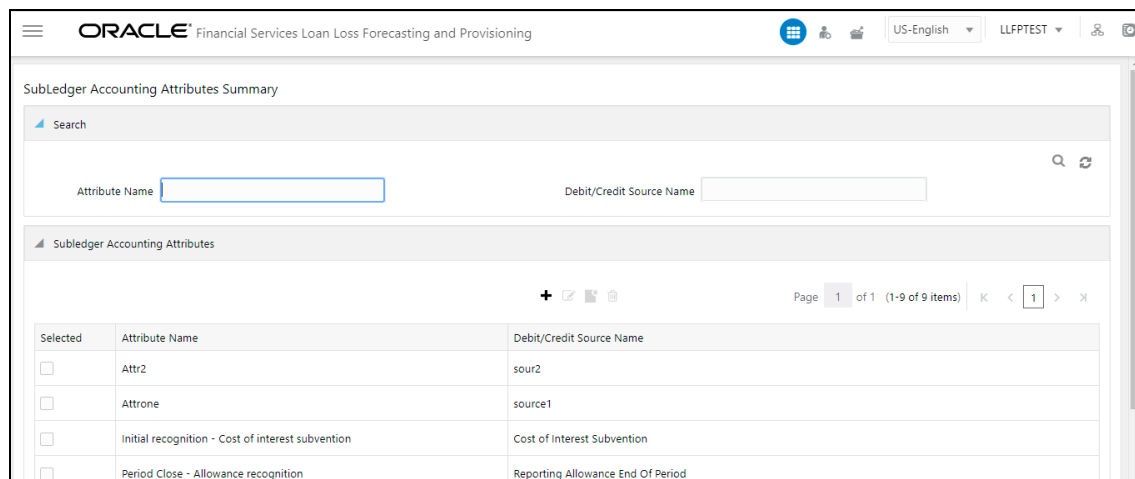 ORACLE® Financial Services Loan Loss Forecasting and Provisioning US-English LLFPTEST
SubLedger Accounting Attributes Summary
Search
Attribute Name Debit/Credit Source Name
Subledger Accounting Attributes
Page 1 of 1 (1-9 of 9 items) 1
Selected Attribute Name Debit/Credit Source Name
Attr2 sour2
Attrone source1
Initial recognition - Cost of interest subvention Cost of Interest Subvention
Period Close - Allowance recognition Reporting Allowance End Of Period